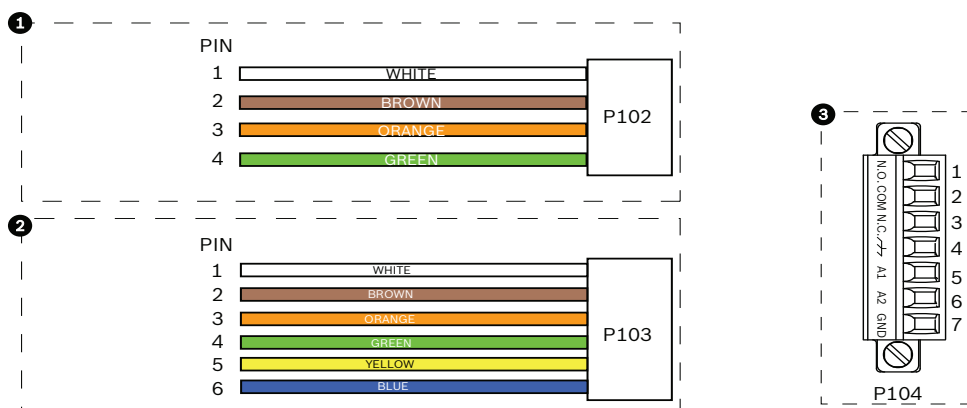 1
PIN
1 WHITE
2 BROWN
3 ORANGE
4 GREEN
P102
2
PIN
1 WHITE
2 BROWN
3 ORANGE
4 GREEN
5 YELLOW
6 BLUE
P103
3
N.O. 1
COM 2
N.C. 3
4
A1 5
A2 6
GND 7
P104